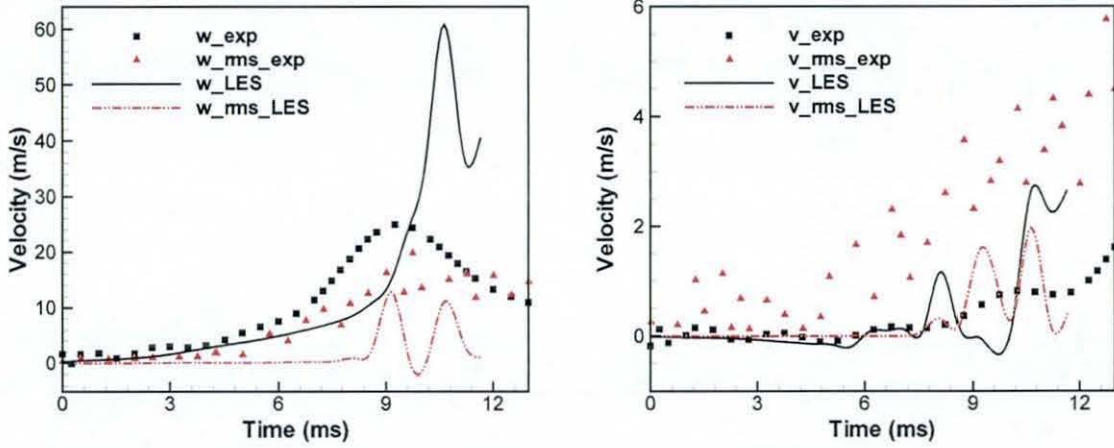 60
50
40
30
20
10
0
Velocity (m/s)
w_exp
w_rms_exp
w_LES
w_rms_LES
0 3 6 9 12
Time (ms)
6
4
2
0
Velocity (m/s)
v_exp
v_rms_exp
v_LES
v_rms_LES
0 3 6 9 12
Time (ms)